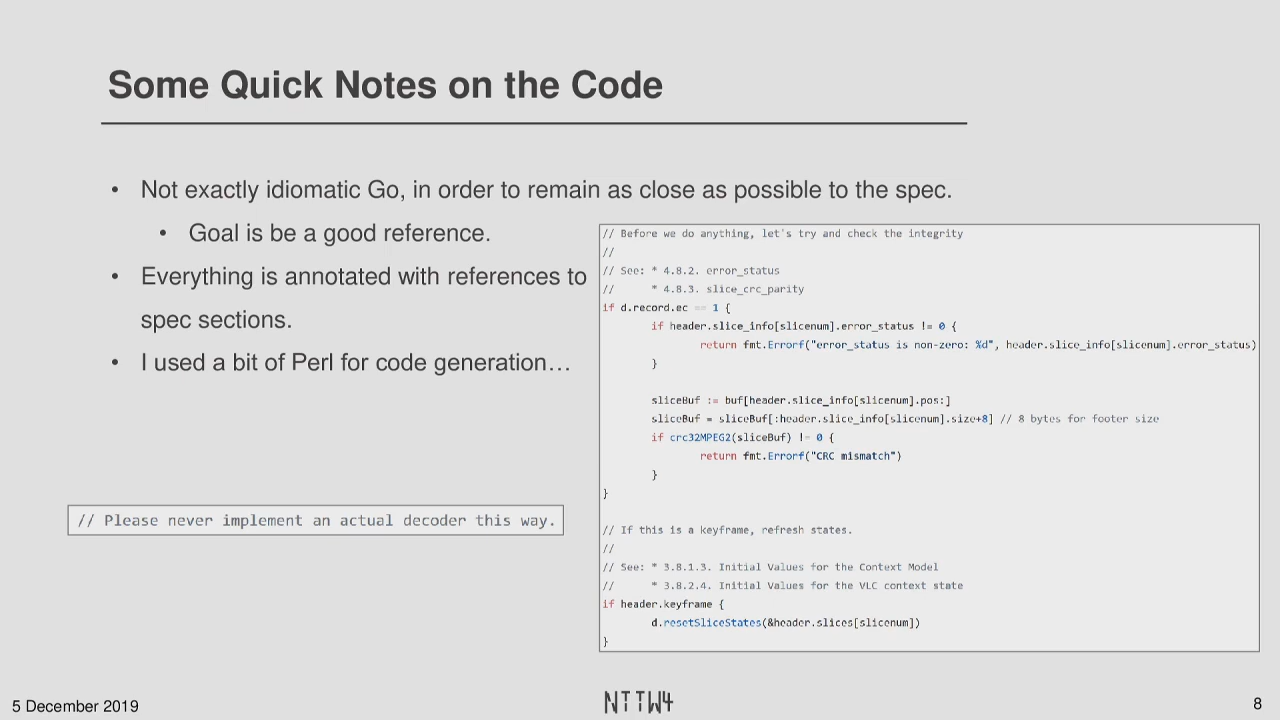 Some Quick Notes on the Code
• Not exactly idiomatic Go, in order to remain as close as possible to the spec.
• Goal is be a good reference.
• Everything is annotated with references to
spec sections.
• I used a bit of Perl for code generation…
// Please never implement an actual decoder this way.
// Before we do anything, let's try and check the integrity
//
// See: * 4.8.2. error_status
//      * 4.8.3. slice_crc_parity
if d.record.ec == 1 {
        if header.slice_info[slicenum].error_status != 0 {
                return fmt.Errorf("error_status is non-zero: %d", header.slice_info[slicenum].error_status)
        }
        sliceBuf := buf[header.slice_info[slicenum].pos:]
        sliceBuf = sliceBuf[:header.slice_info[slicenum].size+8] // 8 bytes for footer size
        if crc32MPEG2(sliceBuf) != 0 {
                return fmt.Errorf("CRC mismatch")
        }
}
// If this is a keyframe, refresh states.
//
// See: * 3.8.1.3. Initial Values for the Context Model
//      * 3.8.2.4. Initial Values for the VLC context state
if header.keyframe {
        d.resetSliceStates(&header.slices[slicenum])
}
5 December 2019
NTTW4
8